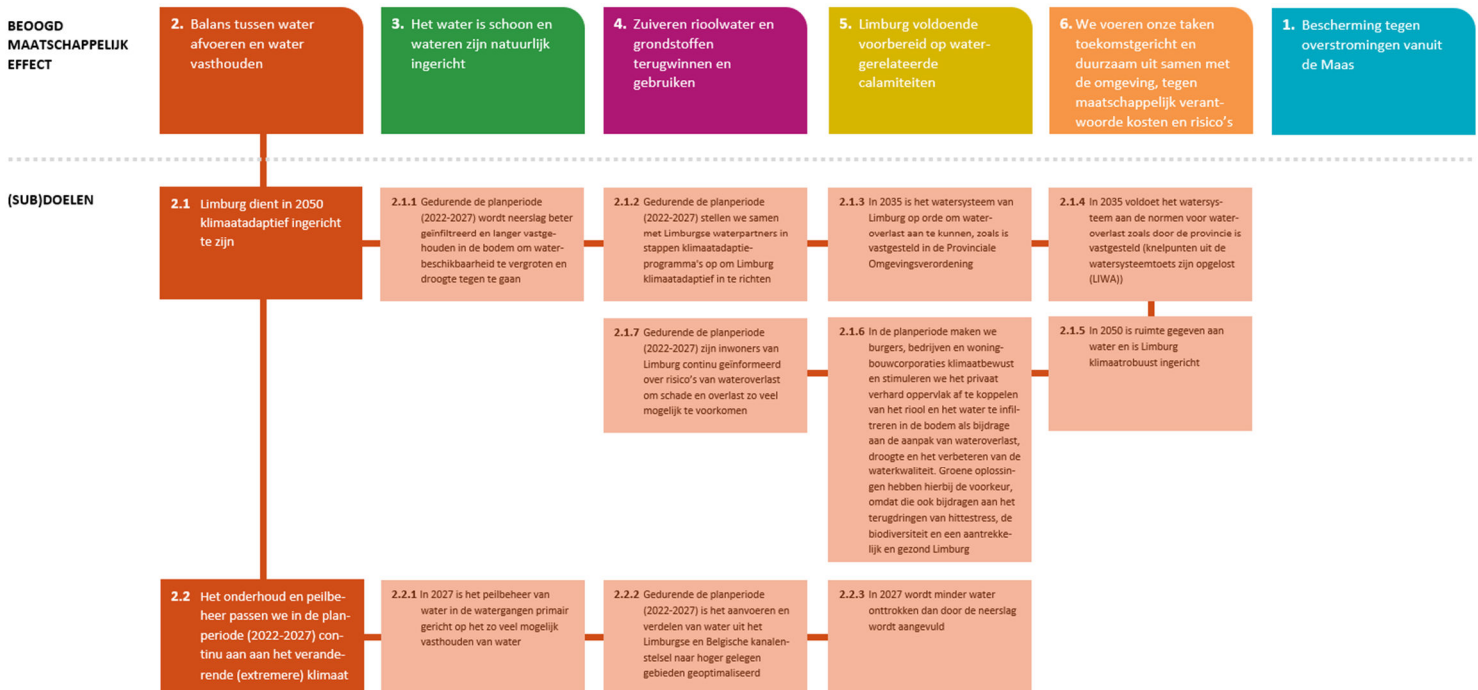 BEOOGD
MAATSCHAPPELIJK
EFFECT
2. Balans tussen water
afvoeren en water
vasthouden
3. Het water is schoon en
wateren zijn natuurlijk
ingericht
4. Zuiveren rioolwater en
grondstoffen
terugwinnen en
gebruiken
5. Limburg voldoende
voorbereid op water-
gerelateerde
calamiteiten
6. We voeren onze taken
toekomstgericht en
duurzaam uit samen met
de omgeving, tegen
maatschappelijk verant-
woorde kosten en risico's
1. Bescherming tegen
overstromingen vanuit
de Maas
(SUB)DOELEN
2.1 Limburg dient in 2050
klimaatadaptief ingericht
te zijn
2.1.1 Gedurende de planperiode
(2022-2027) wordt neerslag beter
geïnfiltreerd en langer vastge-
houden in de bodem om water-
beschikbaarheid te vergroten en
droogte tegen te gaan
2.1.2 Gedurende de planperiode
(2022-2027) stellen we samen
met Limburgse waterpartners in
stappen klimaatadaptie-
programma's op om Limburg
klimaatadaptief in te richten
2.1.3 In 2035 is het watersysteem van
Limburg op orde om water-
overlast aan te kunnen, zoals is
vastgesteld in de Provinciale
Omgevingsverordening
2.1.4 In 2035 voldoet het watersys-
teem aan de normen voor water-
overlast zoals door de provincie is
vastgesteld (knelpunten uit de
watersysteemtoets zijn opgelost
(LIWA))
2.1.7 Gedurende de planperiode
(2022-2027) zijn inwoners van
Limburg continu geïnformeerd
over risico's van wateroverlast
om schade en overlast zo veel
mogelijk te voorkomen
2.1.6 In de planperiode maken we
burgers, bedrijven en woning-
bouwcorporaties klimaatbewust
en stimuleren we het privaat
verhard oppervlak af te koppelen
van het riool en het water te infil-
treren in de bodem als bijdrage
aan de aanpak van wateroverlast,
droogte en het verbeteren van de
waterkwaliteit. Groene oplossin-
gen hebben hierbij de voorkeur,
omdat die ook bijdragen aan het
terugdringen van hittestress, de
biodiversiteit en een aantrekke-
lijk en gezond Limburg
2.1.5 In 2050 is ruimte gegeven aan
water en is Limburg
klimaatrobuust ingericht
2.2 Het onderhoud en peilbe-
heer passen we in de plan-
periode (2022-2027) con-
tinu aan aan het verande-
rende (extremere) klimaat
2.2.1 In 2027 is het peilbeheer van
water in de watergangen primair
gericht op het zo veel mogelijk
vasthouden van water
2.2.2 Gedurende de planperiode
(2022-2027) is het aanvoeren en
verdelen van water uit het
Limburgse en Belgische kanalen-
stelsel naar hoger gelegen
gebieden geoptimaliseerd
2.2.3 In 2027 wordt minder water
onttrokken dan door de neerslag
wordt aangevuld